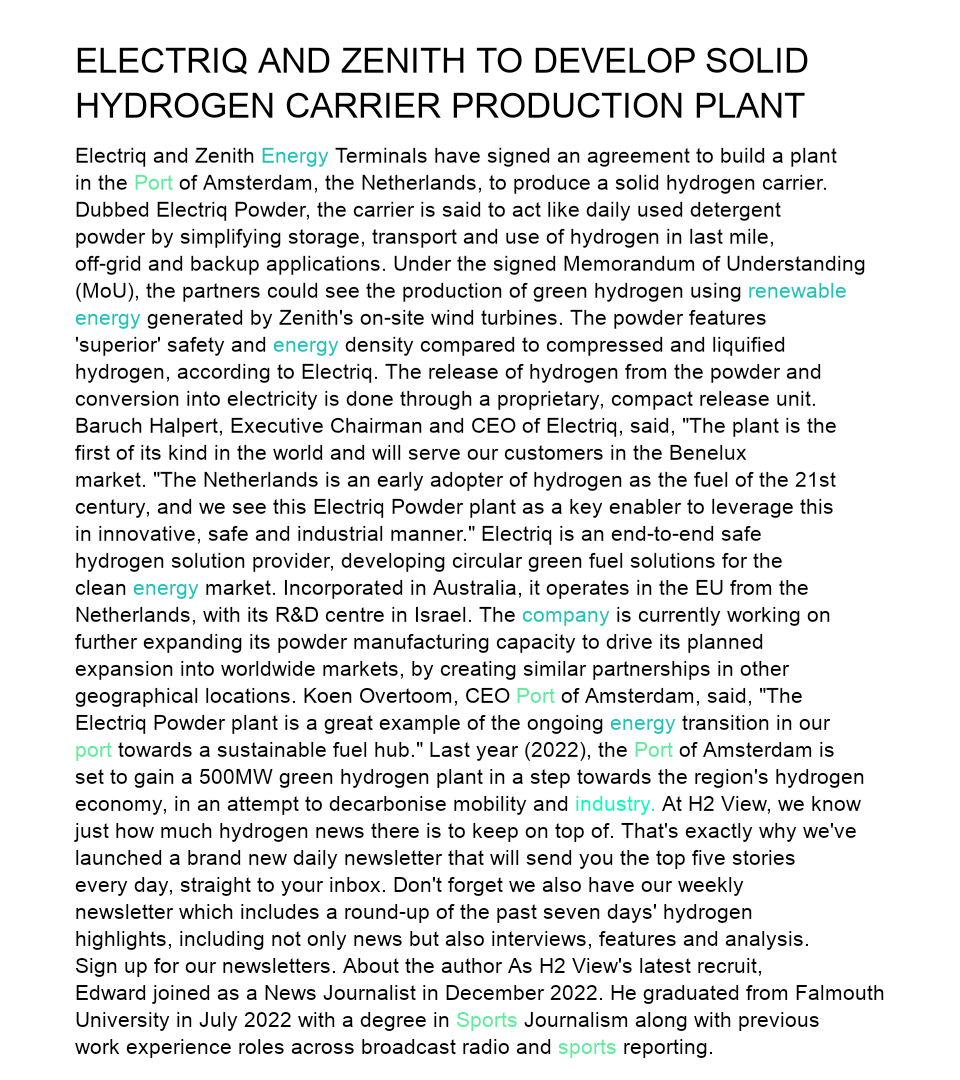 ELECTRIQ AND ZENITH TO DEVELOP SOLID
HYDROGEN CARRIER PRODUCTION PLANT
Electriq and Zenith Energy Terminals have signed an agreement to build a plant
in the Port of Amsterdam, the Netherlands, to produce a solid hydrogen carrier.
Dubbed Electriq Powder, the carrier is said to act like daily used detergent
powder by simplifying storage, transport and use of hydrogen in last mile,
off-grid and backup applications. Under the signed Memorandum of Understanding
(MoU), the partners could see the production of green hydrogen using renewable
energy generated by Zenith's on-site wind turbines. The powder features
'superior' safety and energy density compared to compressed and liquified
hydrogen, according to Electriq. The release of hydrogen from the powder and
conversion into electricity is done through a proprietary, compact release unit.
Baruch Halpert, Executive Chairman and CEO of Electriq, said, "The plant is the
first of its kind in the world and will serve our customers in the Benelux
market. "The Netherlands is an early adopter of hydrogen as the fuel of the 21st
century, and we see this Electriq Powder plant as a key enabler to leverage this
in innovative, safe and industrial manner." Electriq is an end-to-end safe
hydrogen solution provider, developing circular green fuel solutions for the
clean energy market. Incorporated in Australia, it operates in the EU from the
Netherlands, with its R&D centre in Israel. The company is currently working on
further expanding its powder manufacturing capacity to drive its planned
expansion into worldwide markets, by creating similar partnerships in other
geographical locations. Koen Overtoom, CEO Port of Amsterdam, said, "The
Electriq Powder plant is a great example of the ongoing energy transition in our
port towards a sustainable fuel hub." Last year (2022), the Port of Amsterdam is
set to gain a 500MW green hydrogen plant in a step towards the region's hydrogen
economy, in an attempt to decarbonise mobility and industry. At H2 View, we know
just how much hydrogen news there is to keep on top of. That's exactly why we've
launched a brand new daily newsletter that will send you the top five stories
every day, straight to your inbox. Don't forget we also have our weekly
newsletter which includes a round-up of the past seven days' hydrogen
highlights, including not only news but also interviews, features and analysis.
Sign up for our newsletters. About the author As H2 View's latest recruit,
Edward joined as a News Journalist in December 2022. He graduated from Falmouth
University in July 2022 with a degree in Sports Journalism along with previous
work experience roles across broadcast radio and sports reporting.